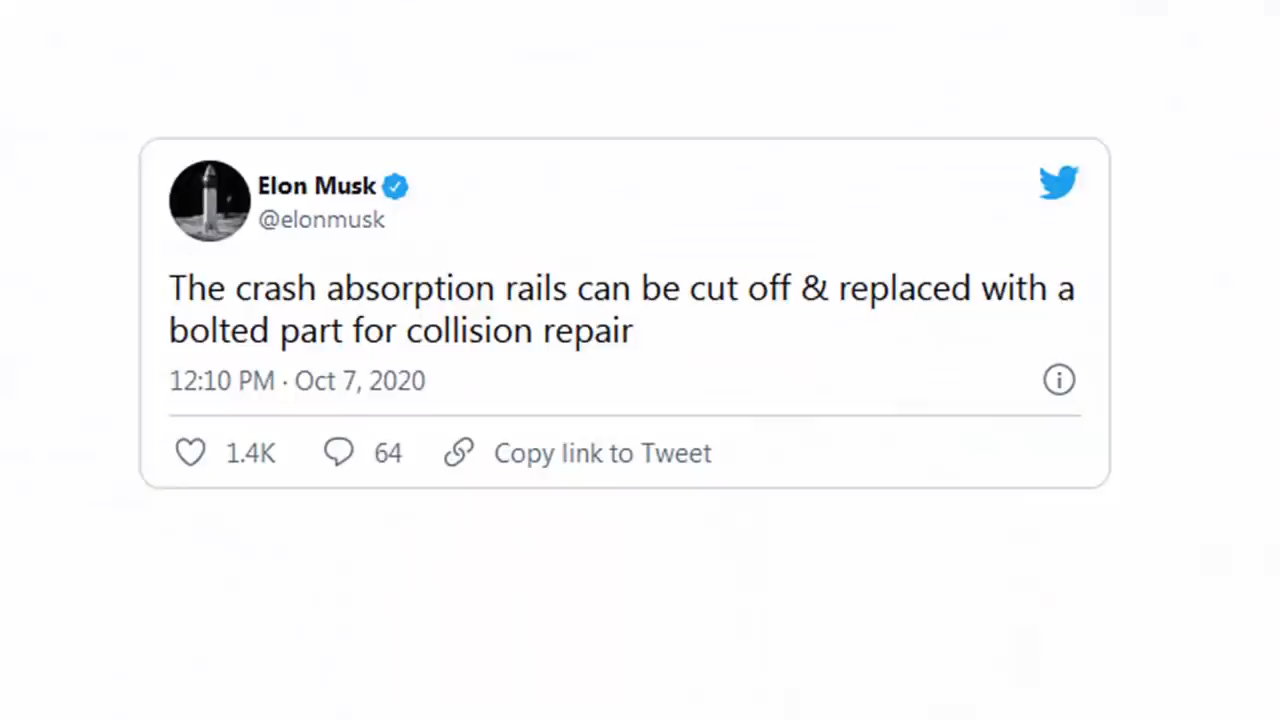 Elon Musk
@elonmusk
The crash absorption rails can be cut off & replaced with a
bolted part for collision repair
12:10 PM · Oct 7, 2020
1.4K 64 Copy link to Tweet